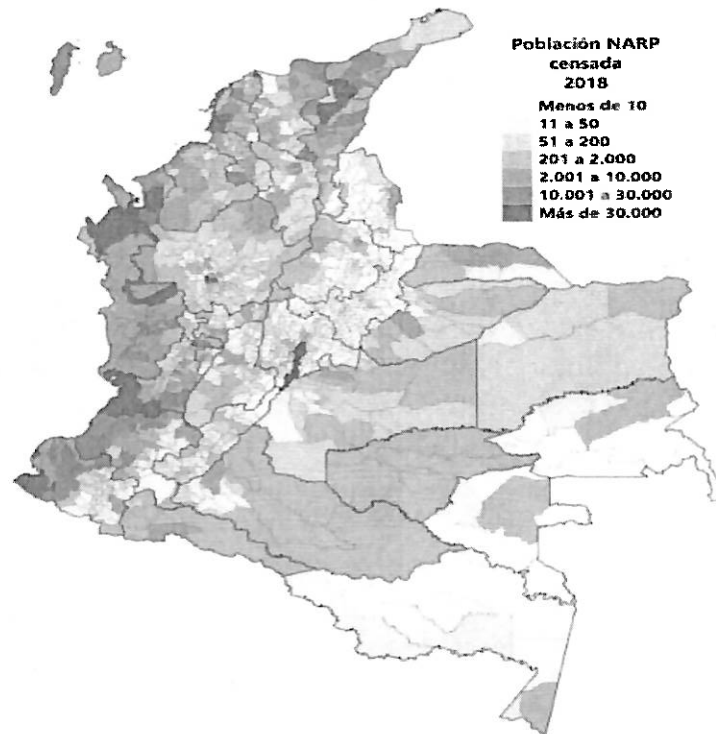 Población NARP
censada
2018
Menos de 10
11 a 50
51 a 200
201 a 2.000
2.001 a 10.000
10.001 a 30.000
Más de 30.000